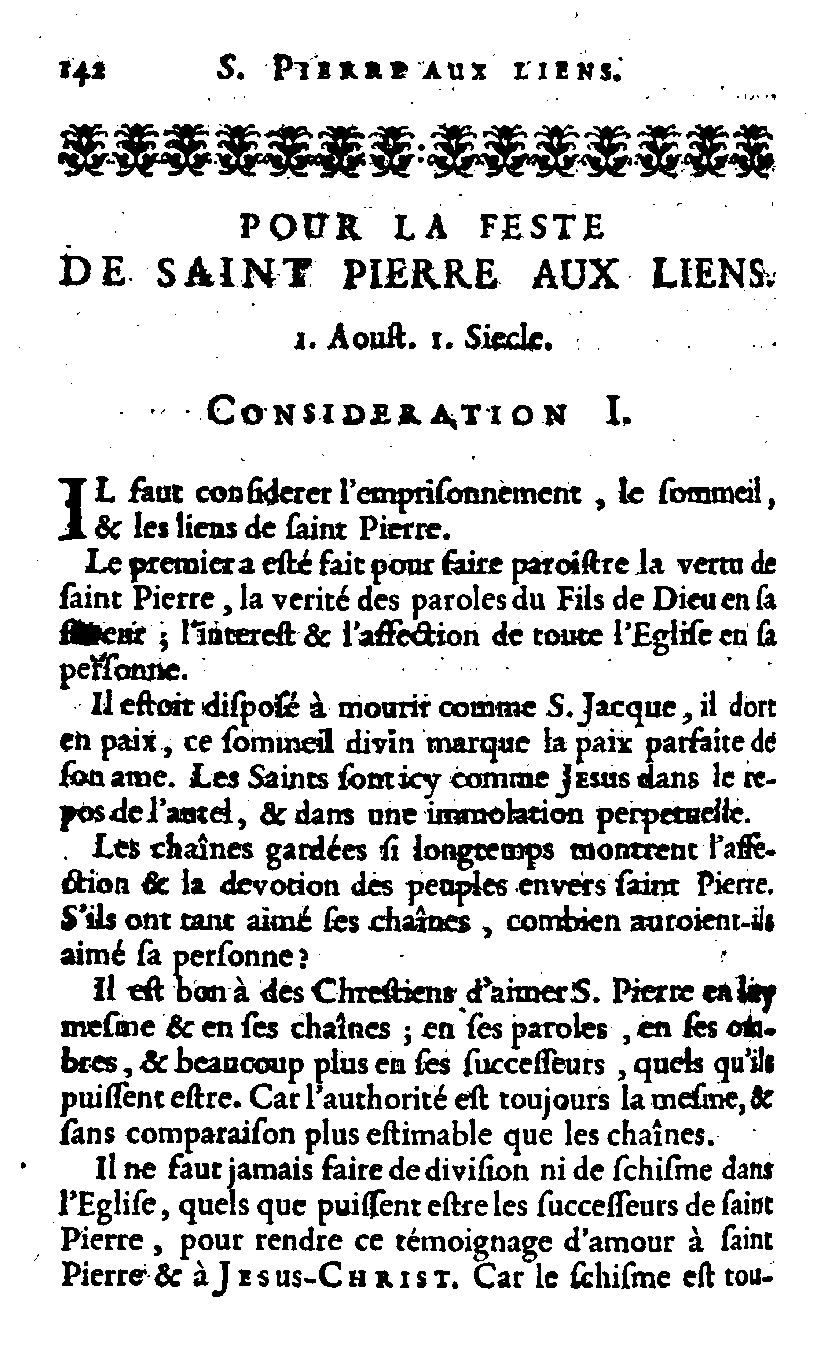 142 S. PIERRE AUX LIENS.
POUR LA FESTE
DE SAINT PIERRE AUX LIENS.
1. Aouſt. 1. Siecle.
CONSIDERATION I.
IL faut conſiderer l'empriſonnement, le ſommeil,
& les liens de ſaint Pierre.
Le premier a eſté fait pour faire paroiſtre la vertu de
ſaint Pierre, la verité des paroles du Fils de Dieu en ſa
; l'intereſt & l'affection de toute l'Egliſe en ſa
perſonne.
Il eſtoit diſpoſé à mourir comme S. Jacque, il dort
en paix, ce ſommeil divin marque la paix parfaite de
ſon ame. Les Saints ſont icy comme JESUS dans le re-
pos de l'autel, & dans une immolation perpetuelle.
Les chaînes gardées ſi longtemps montrent l'affe-
ction & la devotion des peuples envers ſaint Pierre.
S'ils ont tant aimé ſes chaînes, combien auroient-ils
aimé ſa perſonne?
Il eſt bon à des Chreſtiens d'aimer S. Pierre en luy
meſme & en ſes chaînes; en ſes paroles, en ſes om-
bres, & beaucoup plus en ſes ſucceſſeurs, quels qu'ils
puiſſent eſtre. Car l'authorité eſt toujours la meſme, &
ſans comparaiſon plus eſtimable que les chaînes.
Il ne faut jamais faire de diviſion ni de ſchiſme dans
l'Egliſe, quels que puiſſent eſtre les ſucceſſeurs de ſaint
Pierre, pour rendre ce témoignage d'amour à ſaint
Pierre & à JESUS-CHRIST. Car le ſchiſme eſt tou-